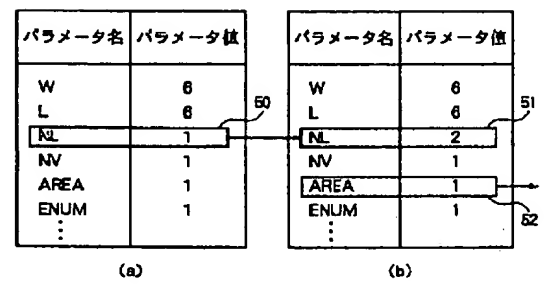 パラメータ名 パラメータ値 パラメータ名 パラメータ値
W 6 W 6
L 6 50 L 6 51
NL 1 NL 2
NV 1 NV 1
AREA 1 AREA 1
ENUM 1 ENUM 1 52
(a) (b)